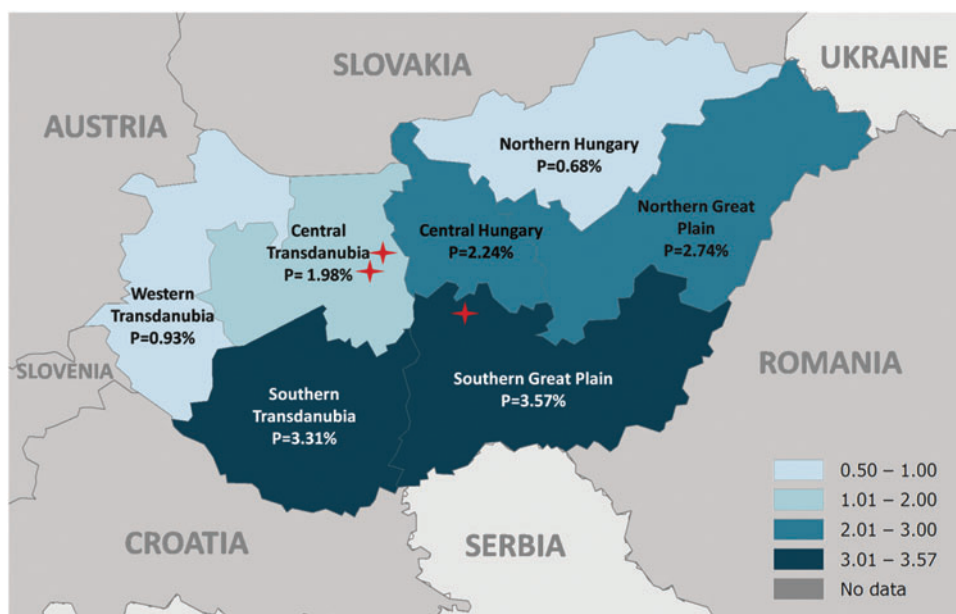 SLOVAKIA
UKRAINE
AUSTRIA
Northern Hungary
P=0.68%
Northern Great
Plain
P=2.74%
Central
Transdanubia
P= 1.98%
Central Hungary
P=2.24%
Western
Transdanubia
P=0.93%
SLOVENIA
ROMANIA
Southern
Transdanubia
P=3.31%
Southern Great Plain
P=3.57%
CROATIA
SERBIA
0.50 – 1.00
1.01 – 2.00
2.01 – 3.00
3.01 – 3.57
No data